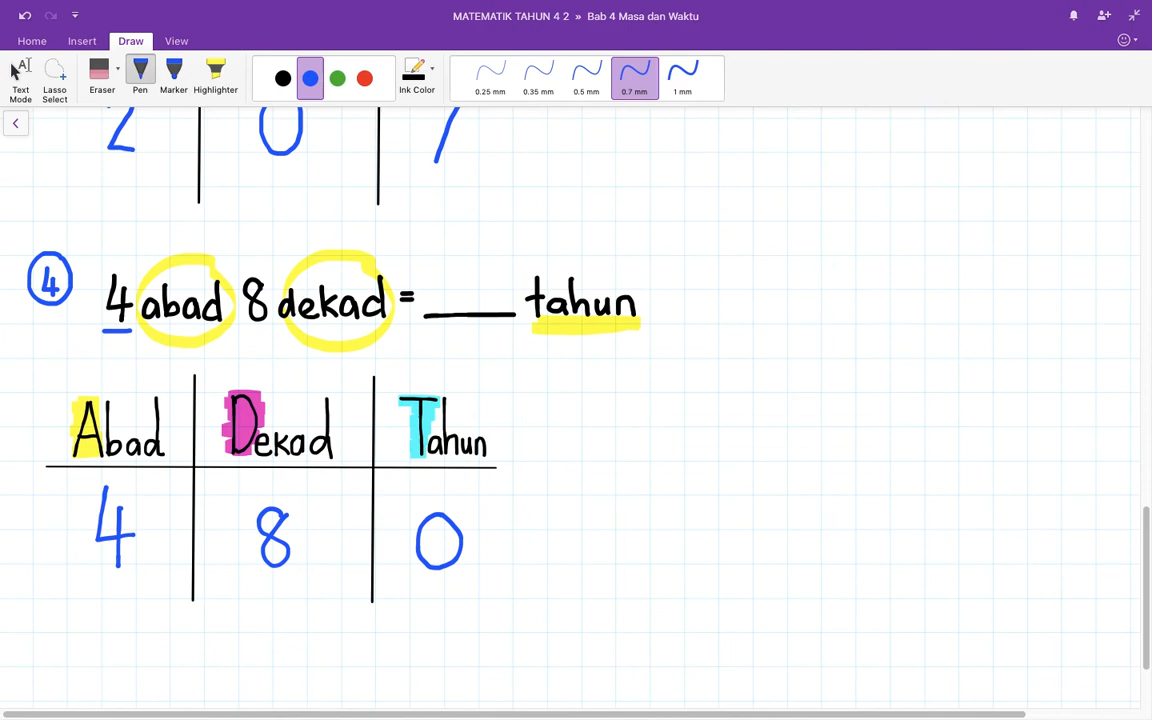 MATEMATIK TAHUN 4 2 » Bab 4 Masa dan Waktu
Home Insert Draw View
Text Mode Lasso Select Eraser Pen Marker Highlighter Ink Color 0.25 mm 0.35 mm 0.5 mm 0.7 mm 1 mm
2 0 7
4 4 abad 8 dekad = ____ tahun
Abad Dekad Tahun
4 8 0